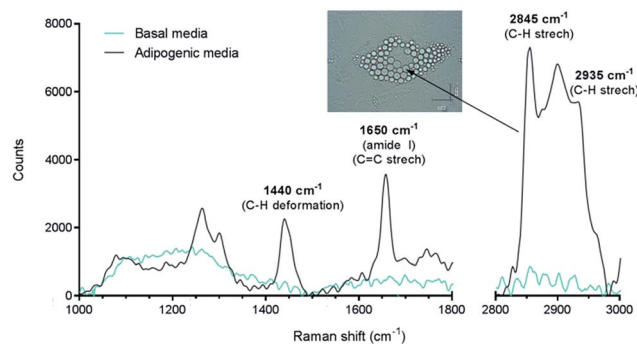 8000
6000
4000
2000
0
Counts
Basal media
Adipogenic media
1440 cm-1
(C-H deformation)
1650 cm-1
(amide I)
(C=C strech)
2845 cm-1
(C-H strech)
2935 cm-1
(C-H strech)
1000
1200
1400
1600
1800
2800
2900
3000
Raman shift (cm-1)